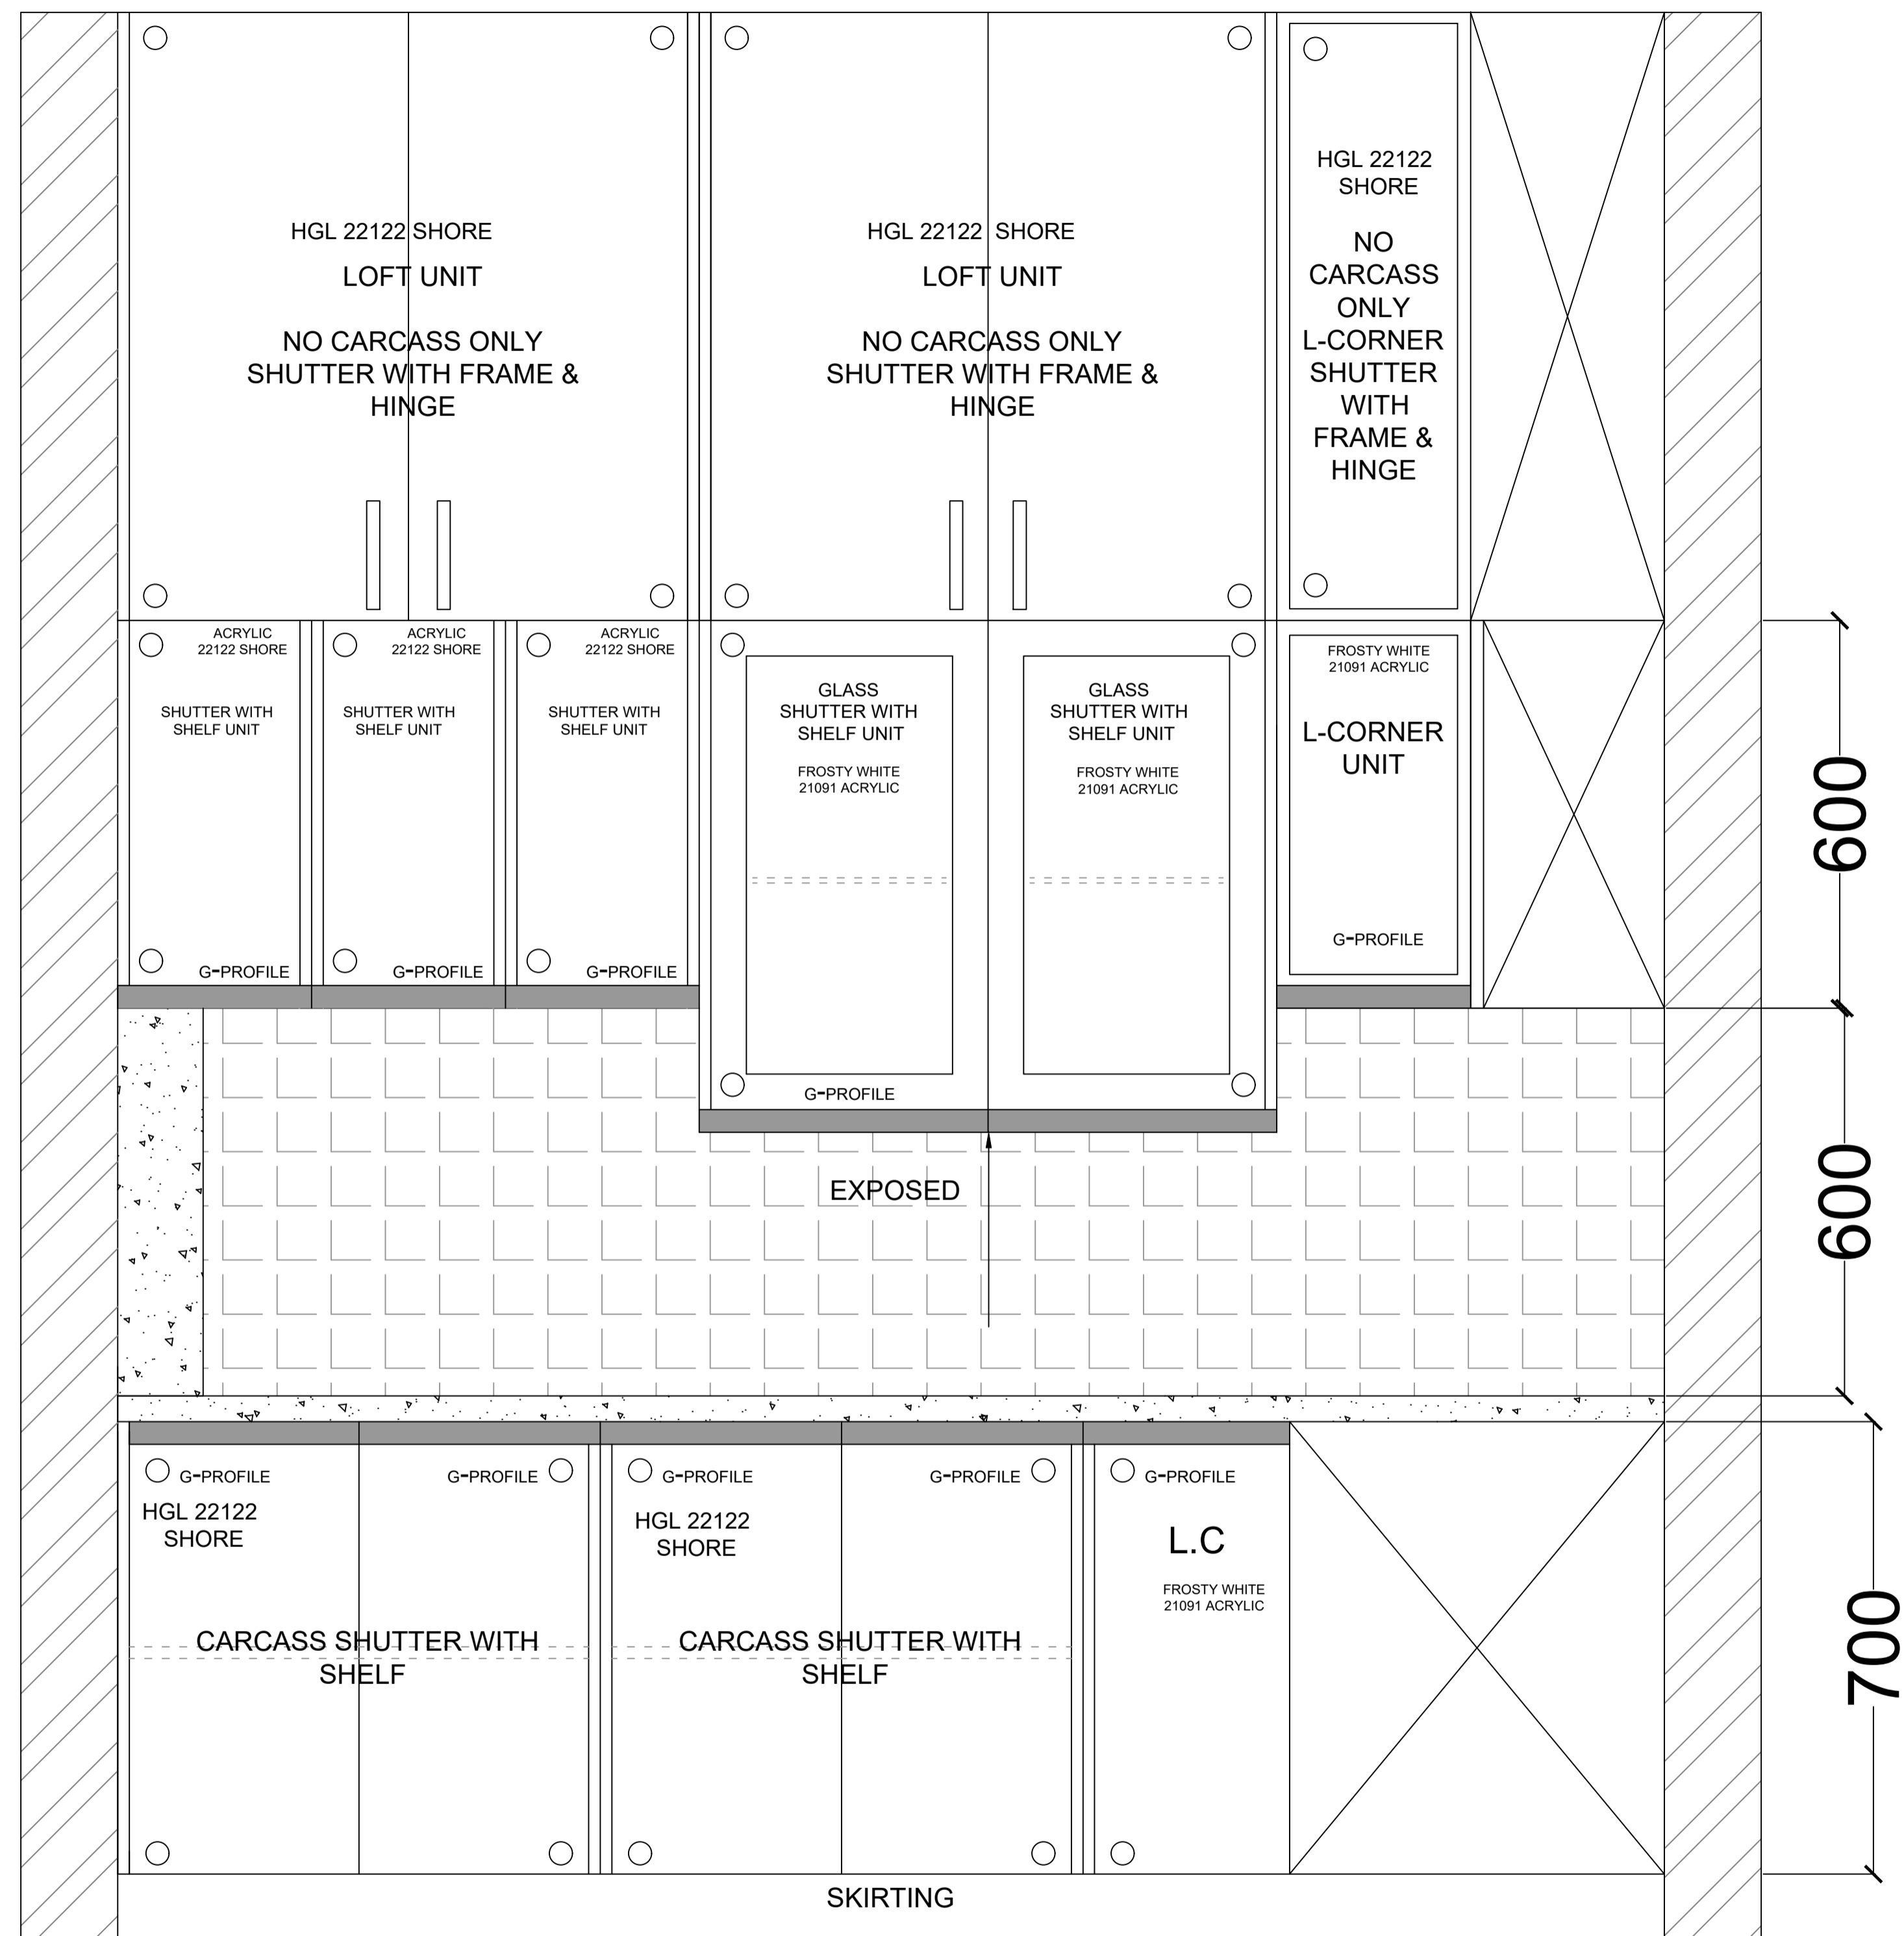 HGL 22122 SHORE
LOFT UNIT
NO CARCASS ONLY
SHUTTER WITH FRAME &
HINGE
HGL 22122 SHORE
LOFT UNIT
NO CARCASS ONLY
SHUTTER WITH FRAME &
HINGE
HGL 22122
SHORE
NO
CARCASS
ONLY
L-CORNER
SHUTTER
WITH
FRAME &
HINGE
ACRYLIC
22122 SHORE
SHUTTER WITH
SHELF UNIT
G-PROFILE
ACRYLIC
22122 SHORE
SHUTTER WITH
SHELF UNIT
G-PROFILE
ACRYLIC
22122 SHORE
SHUTTER WITH
SHELF UNIT
G-PROFILE
GLASS
SHUTTER WITH
SHELF UNIT
FROSTY WHITE
21091 ACRYLIC
G-PROFILE
GLASS
SHUTTER WITH
SHELF UNIT
FROSTY WHITE
21091 ACRYLIC
FROSTY WHITE
21091 ACRYLIC
L-CORNER
UNIT
G-PROFILE
600
EXPOSED
600
G-PROFILE
HGL 22122
SHORE
G-PROFILE
CARCASS SHUTTER WITH
SHELF
G-PROFILE
HGL 22122
SHORE
G-PROFILE
CARCASS SHUTTER WITH
SHELF
G-PROFILE
L.C
FROSTY WHITE
21091 ACRYLIC
700
SKIRTING